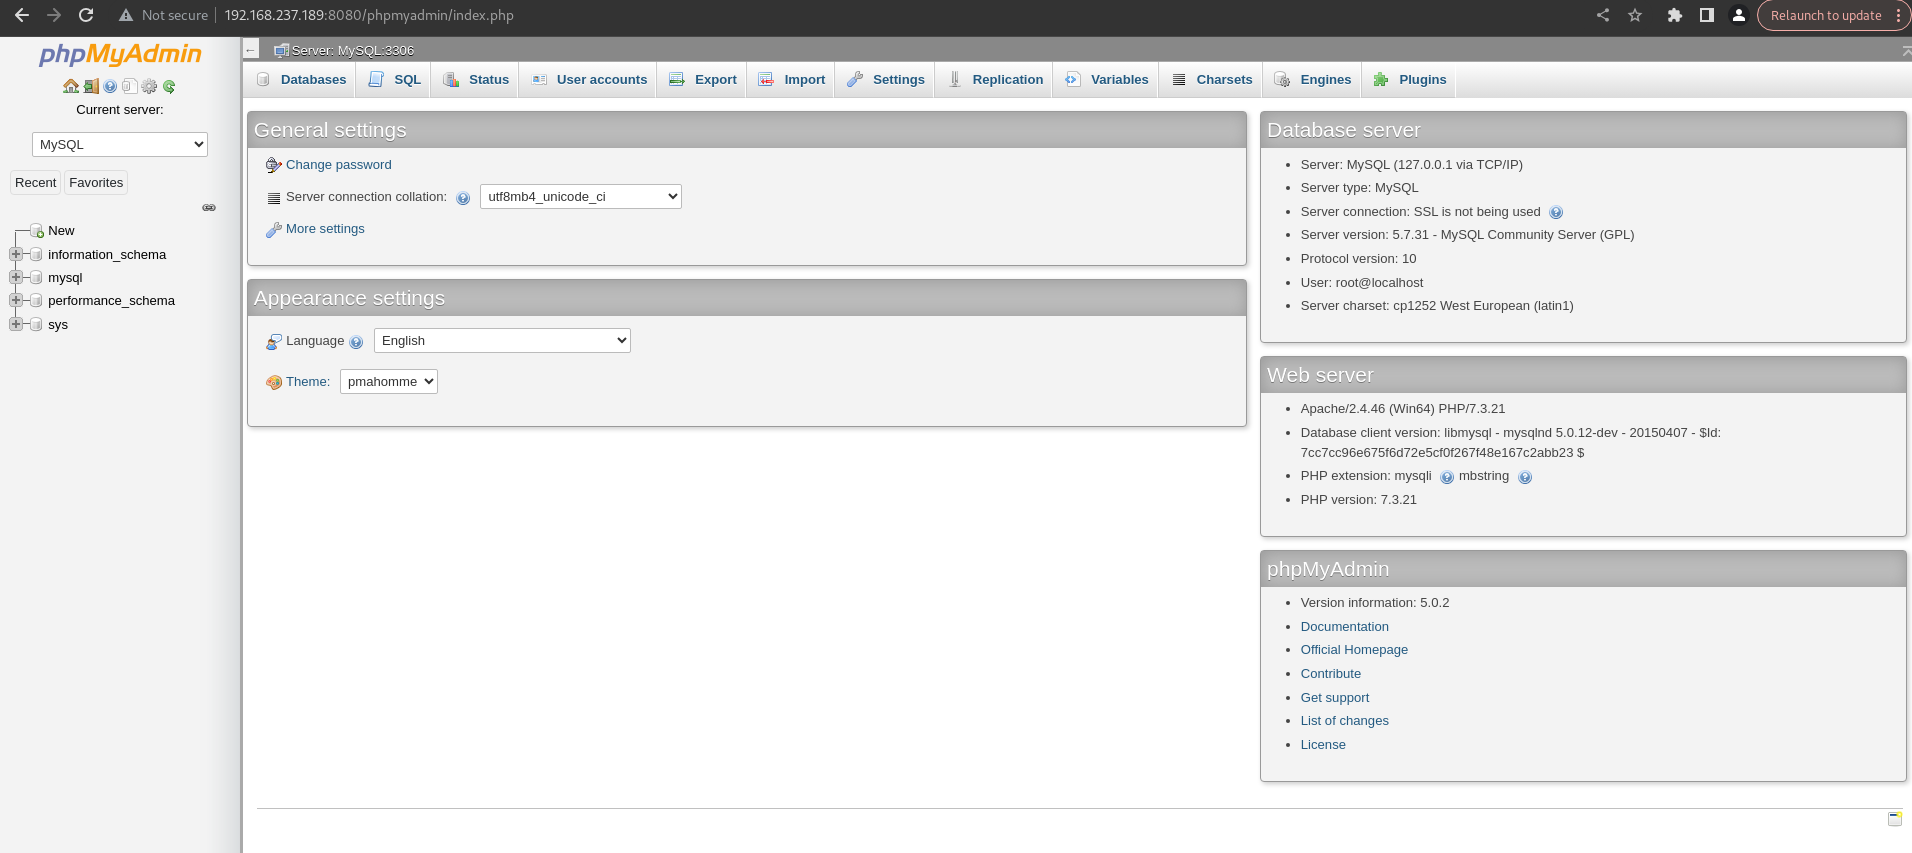 Not secure 192.168.237.189:8080/phpmyadmin/index.php Relaunch to update
phpMyAdmin
Current server:
MySQL
Recent Favorites
New
information_schema
mysql
performance_schema
sys
← Server: MySQL:3306
Databases SQL Status User accounts Export Import Settings Replication Variables Charsets Engines Plugins
General settings
Change password
Server connection collation: utf8mb4_unicode_ci
More settings
Appearance settings
Language English
Theme: pmahomme
Database server
Server: MySQL (127.0.0.1 via TCP/IP)
Server type: MySQL
Server connection: SSL is not being used
Server version: 5.7.31 - MySQL Community Server (GPL)
Protocol version: 10
User: root@localhost
Server charset: cp1252 West European (latin1)
Web server
Apache/2.4.46 (Win64) PHP/7.3.21
Database client version: libmysql - mysqlnd 5.0.12-dev - 20150407 - $Id:
7cc7cc96e675f6d72e5cf0f267f48e167c2abb23 $
PHP extension: mysqli mbstring
PHP version: 7.3.21
phpMyAdmin
Version information: 5.0.2
Documentation
Official Homepage
Contribute
Get support
List of changes
License